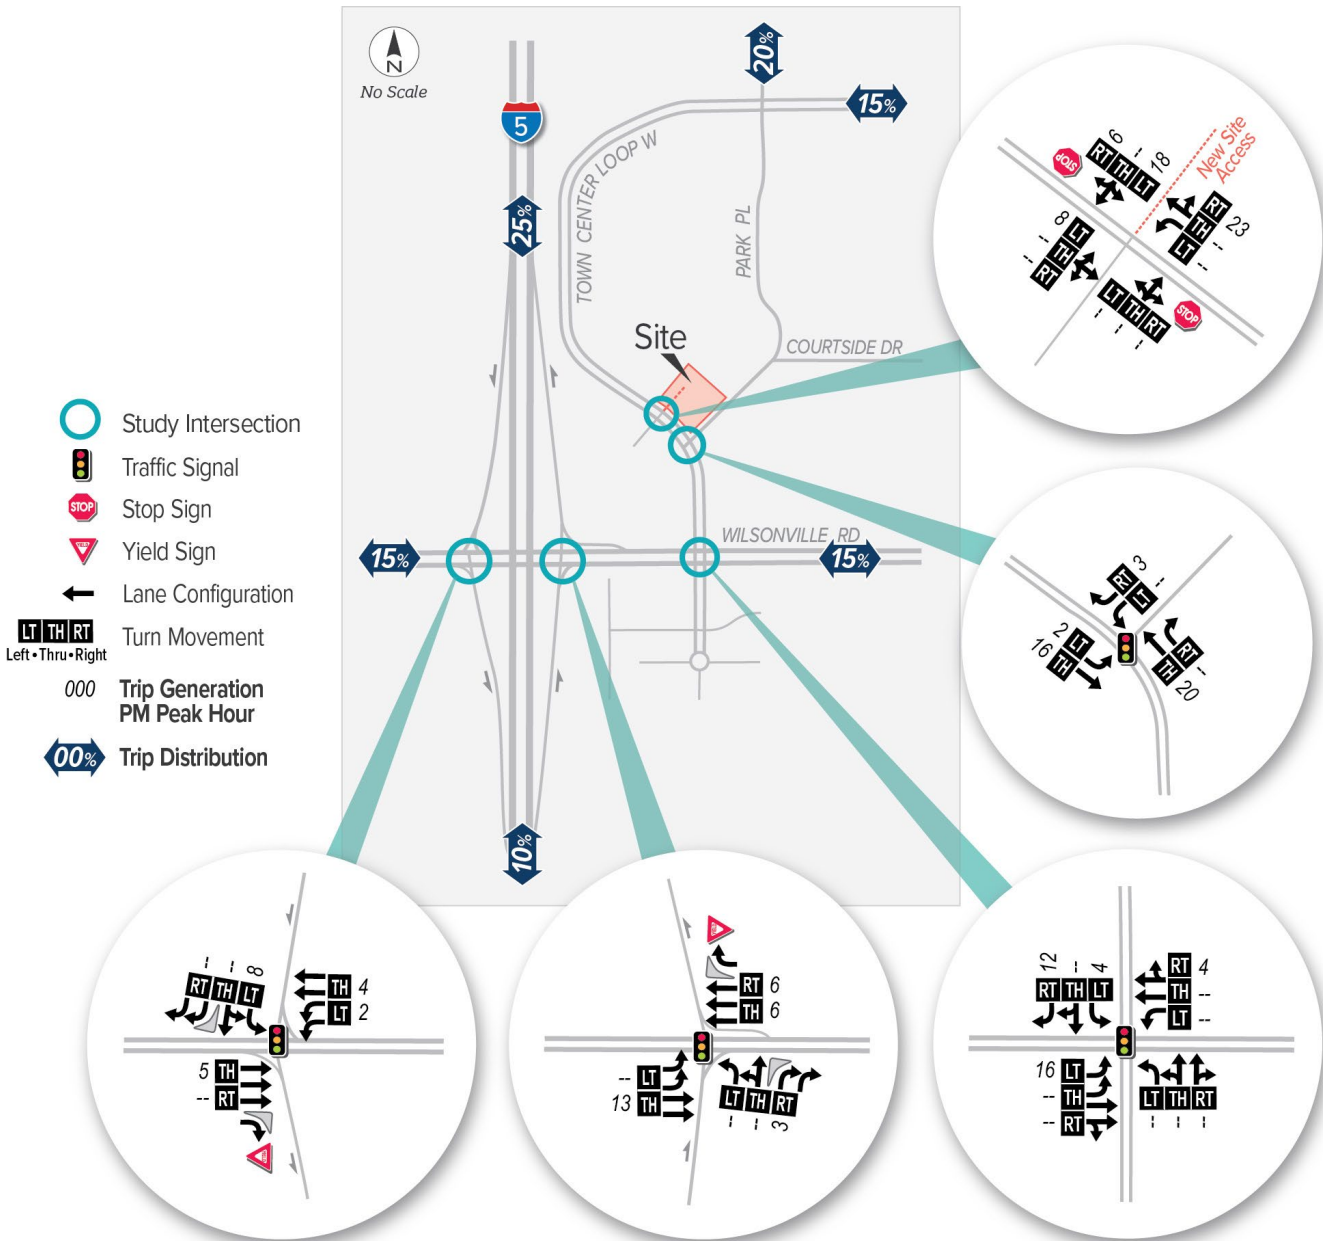 N
No Scale
5
20%
15%
TOWN CENTER LOOP W
25%
PARK PL
Site
COURTSIDE DR
WILSONVILLE RD
15%
15%
10%
Study Intersection
Traffic Signal
STOP
Stop Sign
Yield Sign
Lane Configuration
LT TH RT
Turn Movement
Left • Thru • Right
000
Trip Generation
PM Peak Hour
00%
Trip Distribution
New Site
Access
STOP
6 -- 18
RT TH LT
RT 23
TH --
LT --
8 LT
-- TH
-- RT
LT TH RT
-- -- --
STOP
3 --
RT LT
2 LT
16 TH
RT --
TH 20
-- -- 8
RT TH LT
TH 4
LT 2
5 TH
-- RT
RT 6
TH 6
-- LT
13 TH
LT TH RT
-- -- 3
12 -- 4
RT TH LT
RT 4
TH --
LT --
16 LT
-- TH
-- RT
LT TH RT
-- -- --